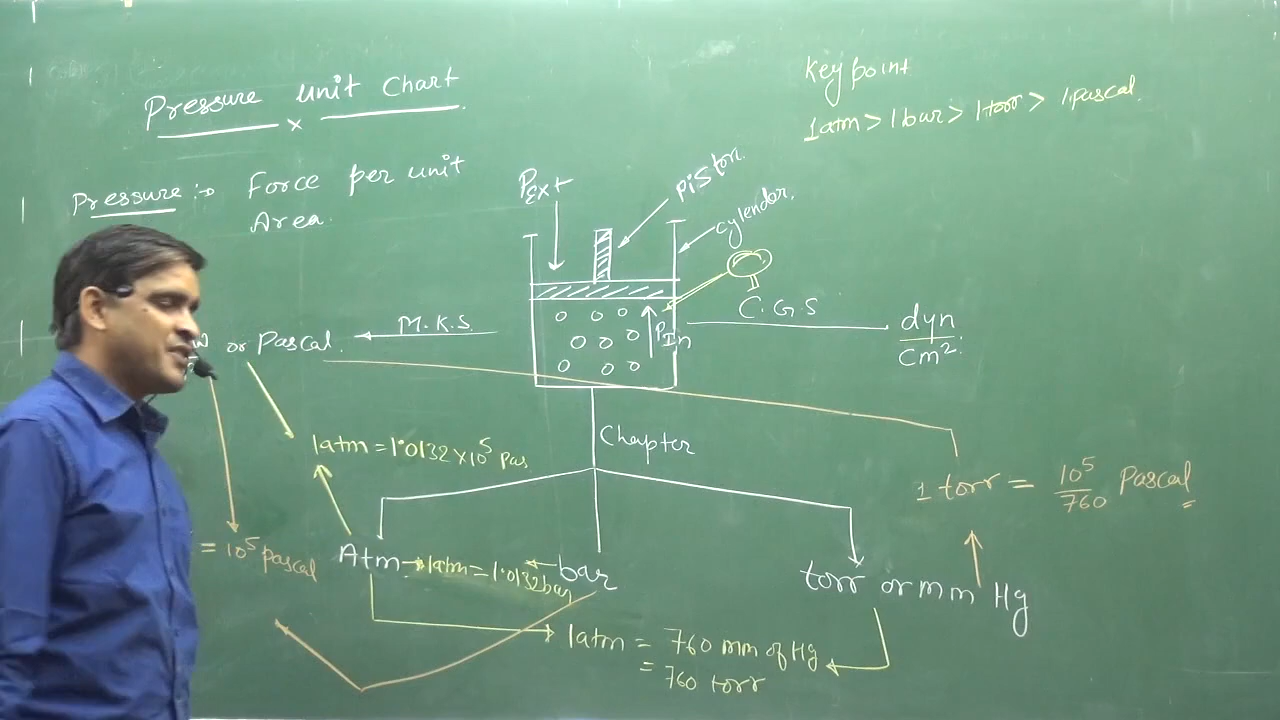 Pressure unit Chart
Key point
1atm > 1bar > 1torr > 1pascal
Pressure :→ Force per unit
Area.
PExt
piston.
cylendor.
C.G.S
dyn
cm²
M.K.S.
or Pascal.
PIn
Chapter
1atm = 1.0132 × 10⁵ Pas
1 torr = 10⁵/760 Pascal
= 10⁵ pascal
Atm → 1atm = 1.0132 bar
bar
torr or mm Hg
1atm = 760 mm of Hg
= 760 torr